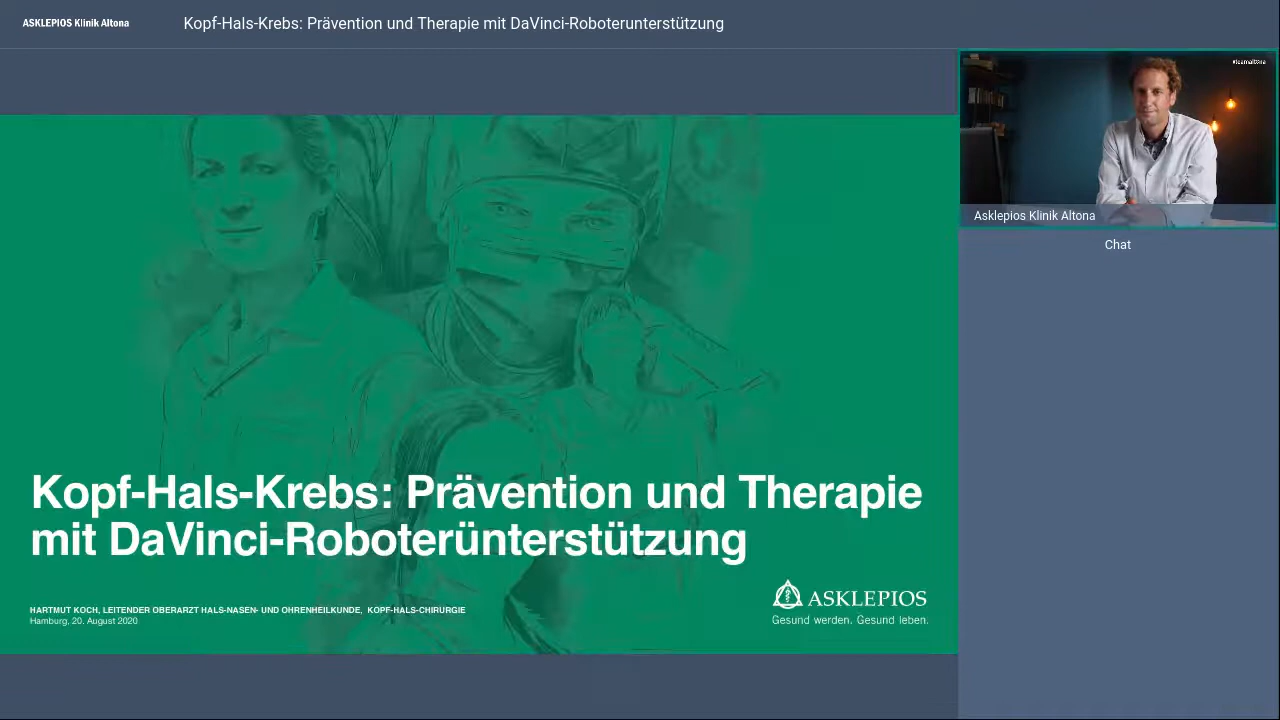 ASKLEPIOS Klinik Altona
Kopf-Hals-Krebs: Prävention und Therapie mit DaVinci-Roboterunterstützung
#teamaltona
Asklepios Klinik Altona
Chat
Kopf-Hals-Krebs: Prävention und Therapie
mit DaVinci-Roboterünterstützung
HARTMUT KOCH, LEITENDER OBERARZT HALS-NASEN- UND OHRENHEILKUNDE, KOPF-HALS-CHIRURGIE
Hamburg, 20. August 2020
ASKLEPIOS
Gesund werden. Gesund leben.